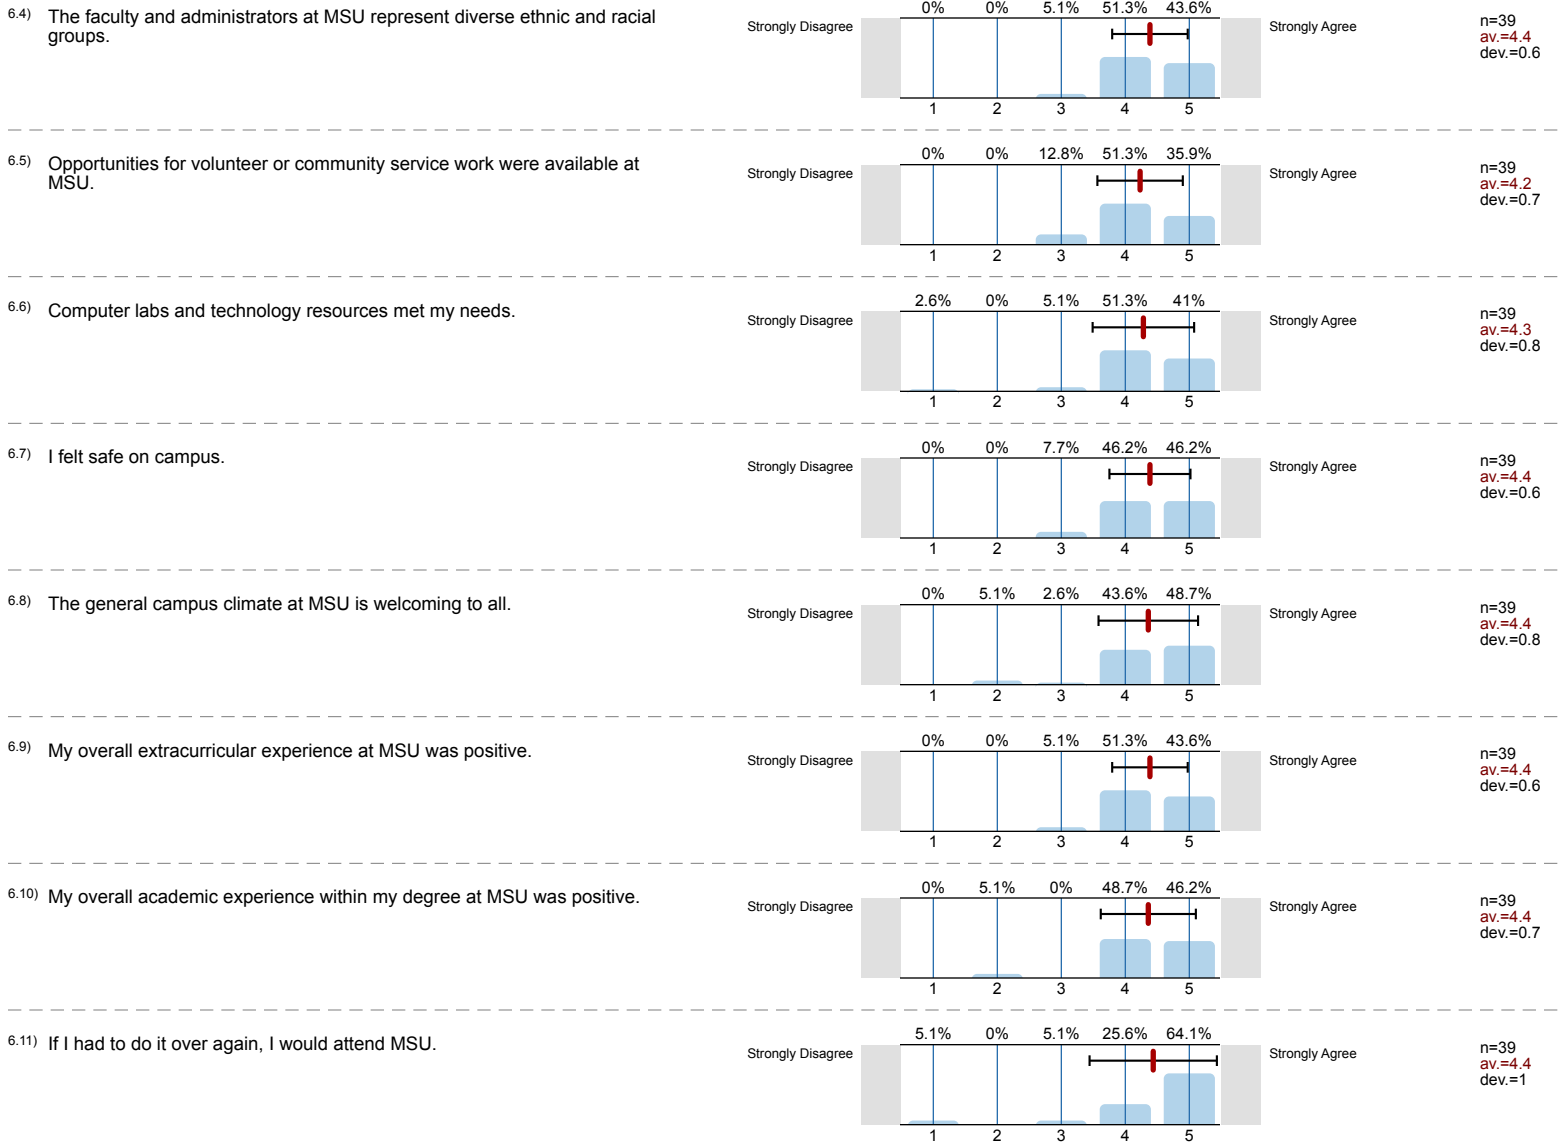 6.4) The faculty and administrators at MSU represent diverse ethnic and racial
groups.
Strongly Disagree
0% 0% 5.1% 51.3% 43.6%
1 2 3 4 5
Strongly Agree
n=39
av.=4.4
dev.=0.6
6.5) Opportunities for volunteer or community service work were available at
MSU.
Strongly Disagree
0% 0% 12.8% 51.3% 35.9%
1 2 3 4 5
Strongly Agree
n=39
av.=4.2
dev.=0.7
6.6) Computer labs and technology resources met my needs.
Strongly Disagree
2.6% 0% 5.1% 51.3% 41%
1 2 3 4 5
Strongly Agree
n=39
av.=4.3
dev.=0.8
6.7) I felt safe on campus.
Strongly Disagree
0% 0% 7.7% 46.2% 46.2%
1 2 3 4 5
Strongly Agree
n=39
av.=4.4
dev.=0.6
6.8) The general campus climate at MSU is welcoming to all.
Strongly Disagree
0% 5.1% 2.6% 43.6% 48.7%
1 2 3 4 5
Strongly Agree
n=39
av.=4.4
dev.=0.8
6.9) My overall extracurricular experience at MSU was positive.
Strongly Disagree
0% 0% 5.1% 51.3% 43.6%
1 2 3 4 5
Strongly Agree
n=39
av.=4.4
dev.=0.6
6.10) My overall academic experience within my degree at MSU was positive.
Strongly Disagree
0% 5.1% 0% 48.7% 46.2%
1 2 3 4 5
Strongly Agree
n=39
av.=4.4
dev.=0.7
6.11) If I had to do it over again, I would attend MSU.
Strongly Disagree
5.1% 0% 5.1% 25.6% 64.1%
1 2 3 4 5
Strongly Agree
n=39
av.=4.4
dev.=1